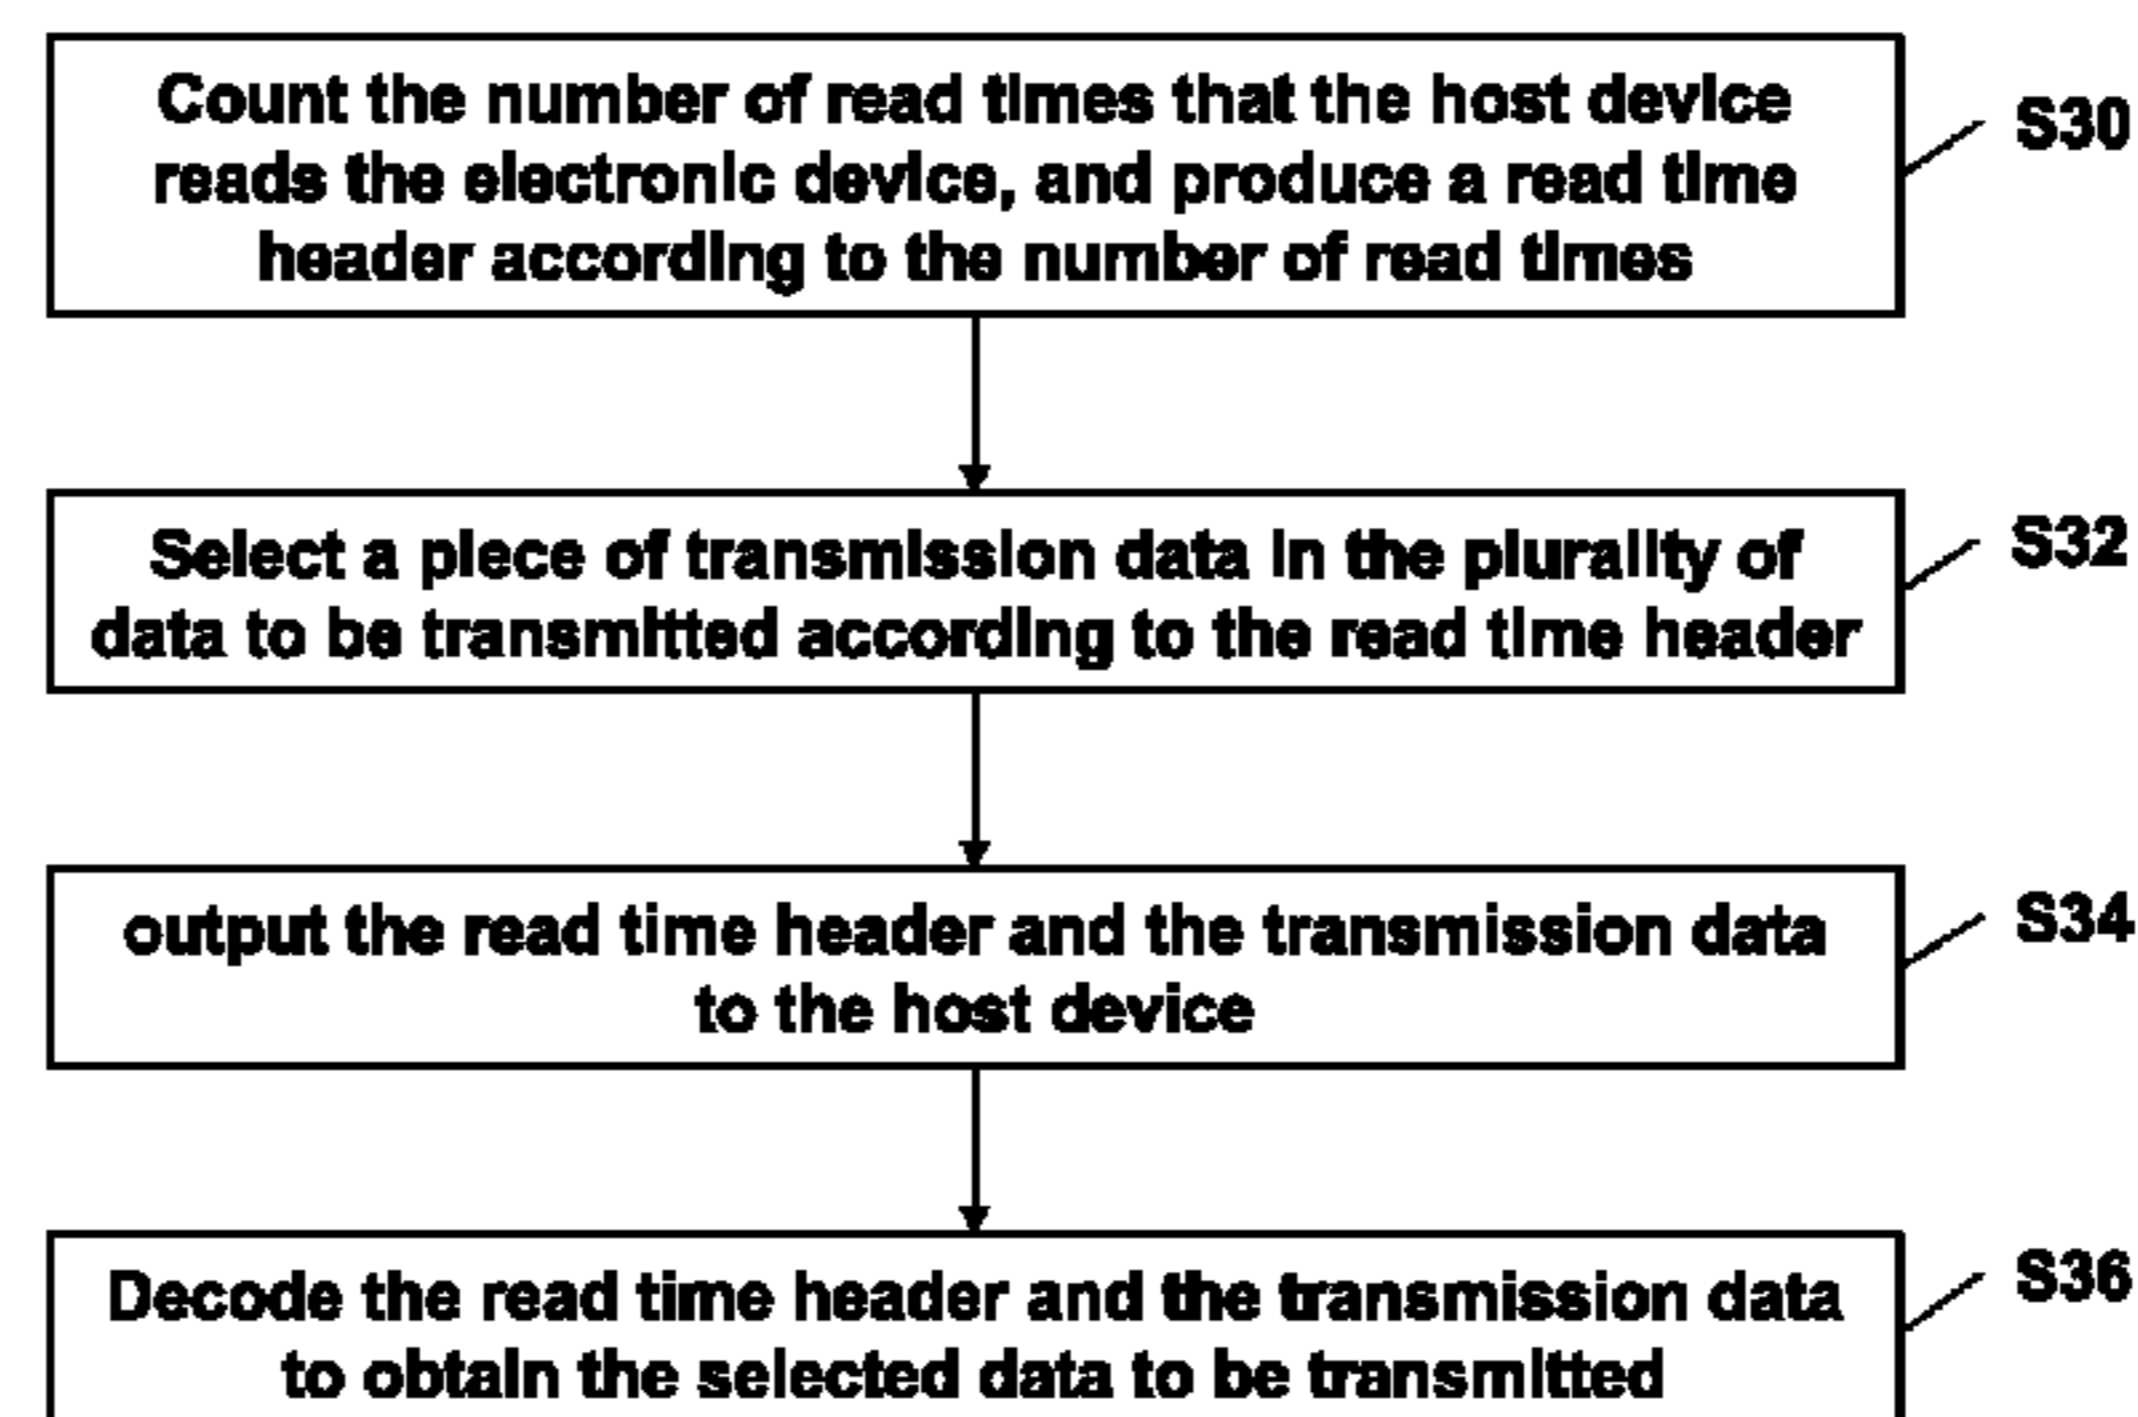 Count the number of read times that the host device
reads the electronic device, and produce a read time
header according to the number of read times
S30
Select a piece of transmission data in the plurality of
data to be transmitted according to the read time header
S32
output the read time header and the transmission data
to the host device
S34
Decode the read time header and the transmission data
to obtain the selected data to be transmitted
S36